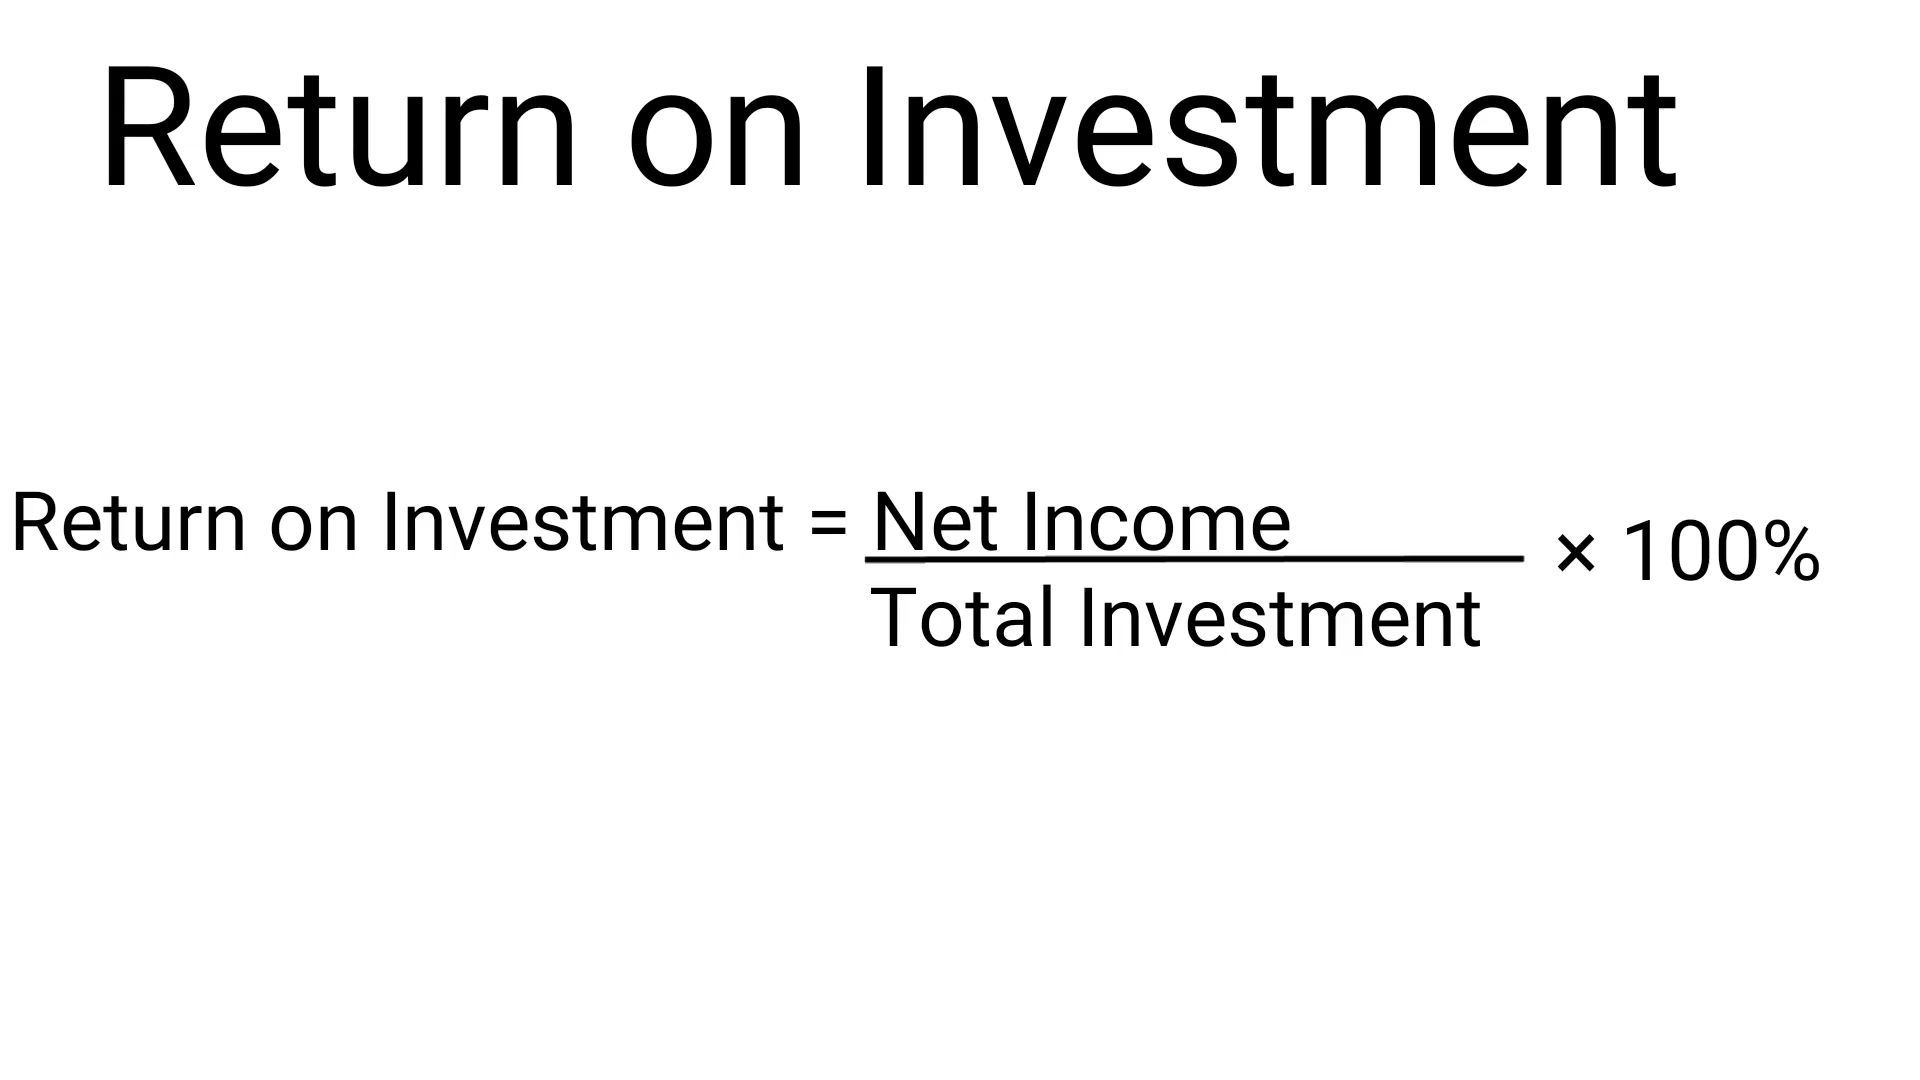 Return on Investment
Return on Investment = Net Income
Total Investment
× 100%